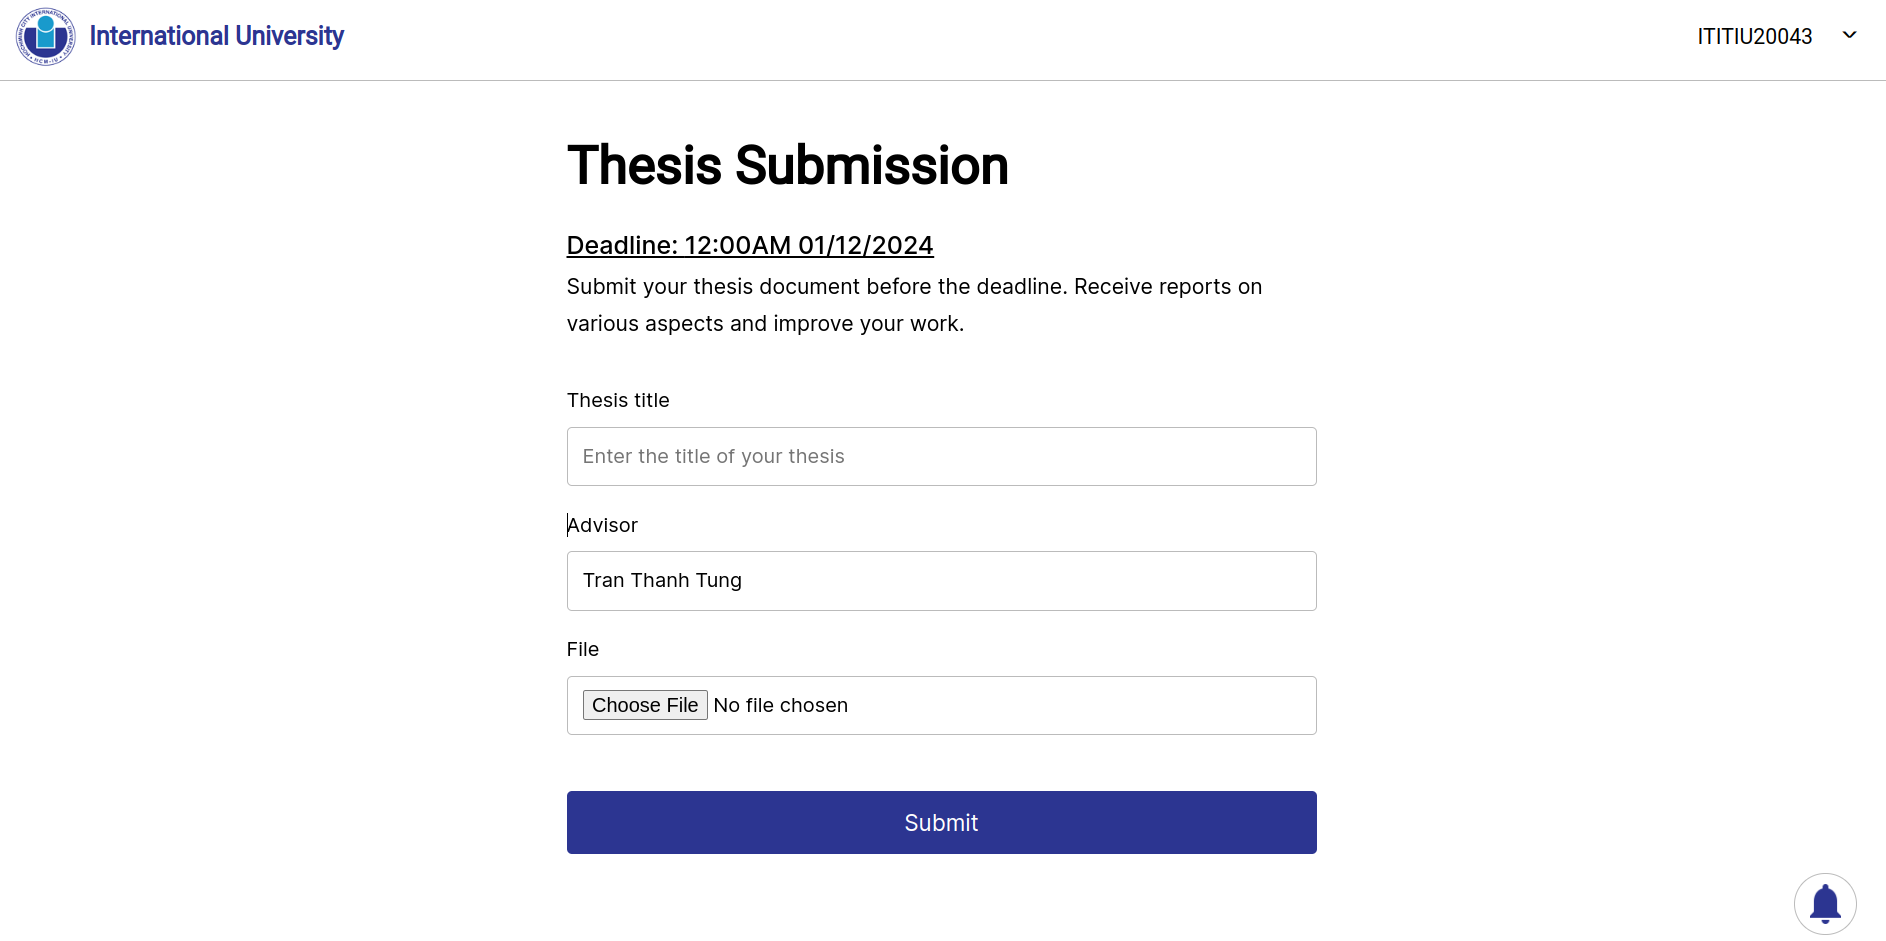 International University
ITITIU20043
Thesis Submission
Deadline: 12:00AM 01/12/2024
Submit your thesis document before the deadline. Receive reports on
various aspects and improve your work.
Thesis title
Enter the title of your thesis
Advisor
Tran Thanh Tung
File
Choose File No file chosen
Submit